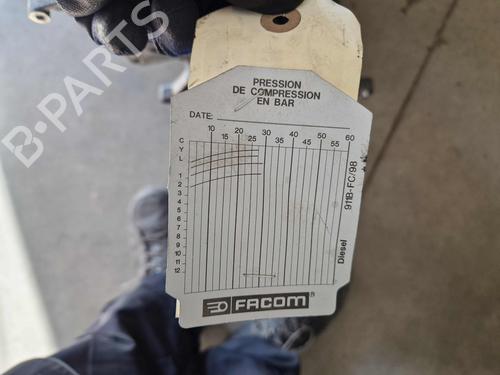 B-PARTS
PRESSION
DE COMPRESSION
EN BAR
DATE:
10 20 30 40 50 60
15 25 35 45 55
C
Y
L
1
2
3
4
5
6
7
8
9
10
11
12
911B-FC/98
Diesel
FACOM®